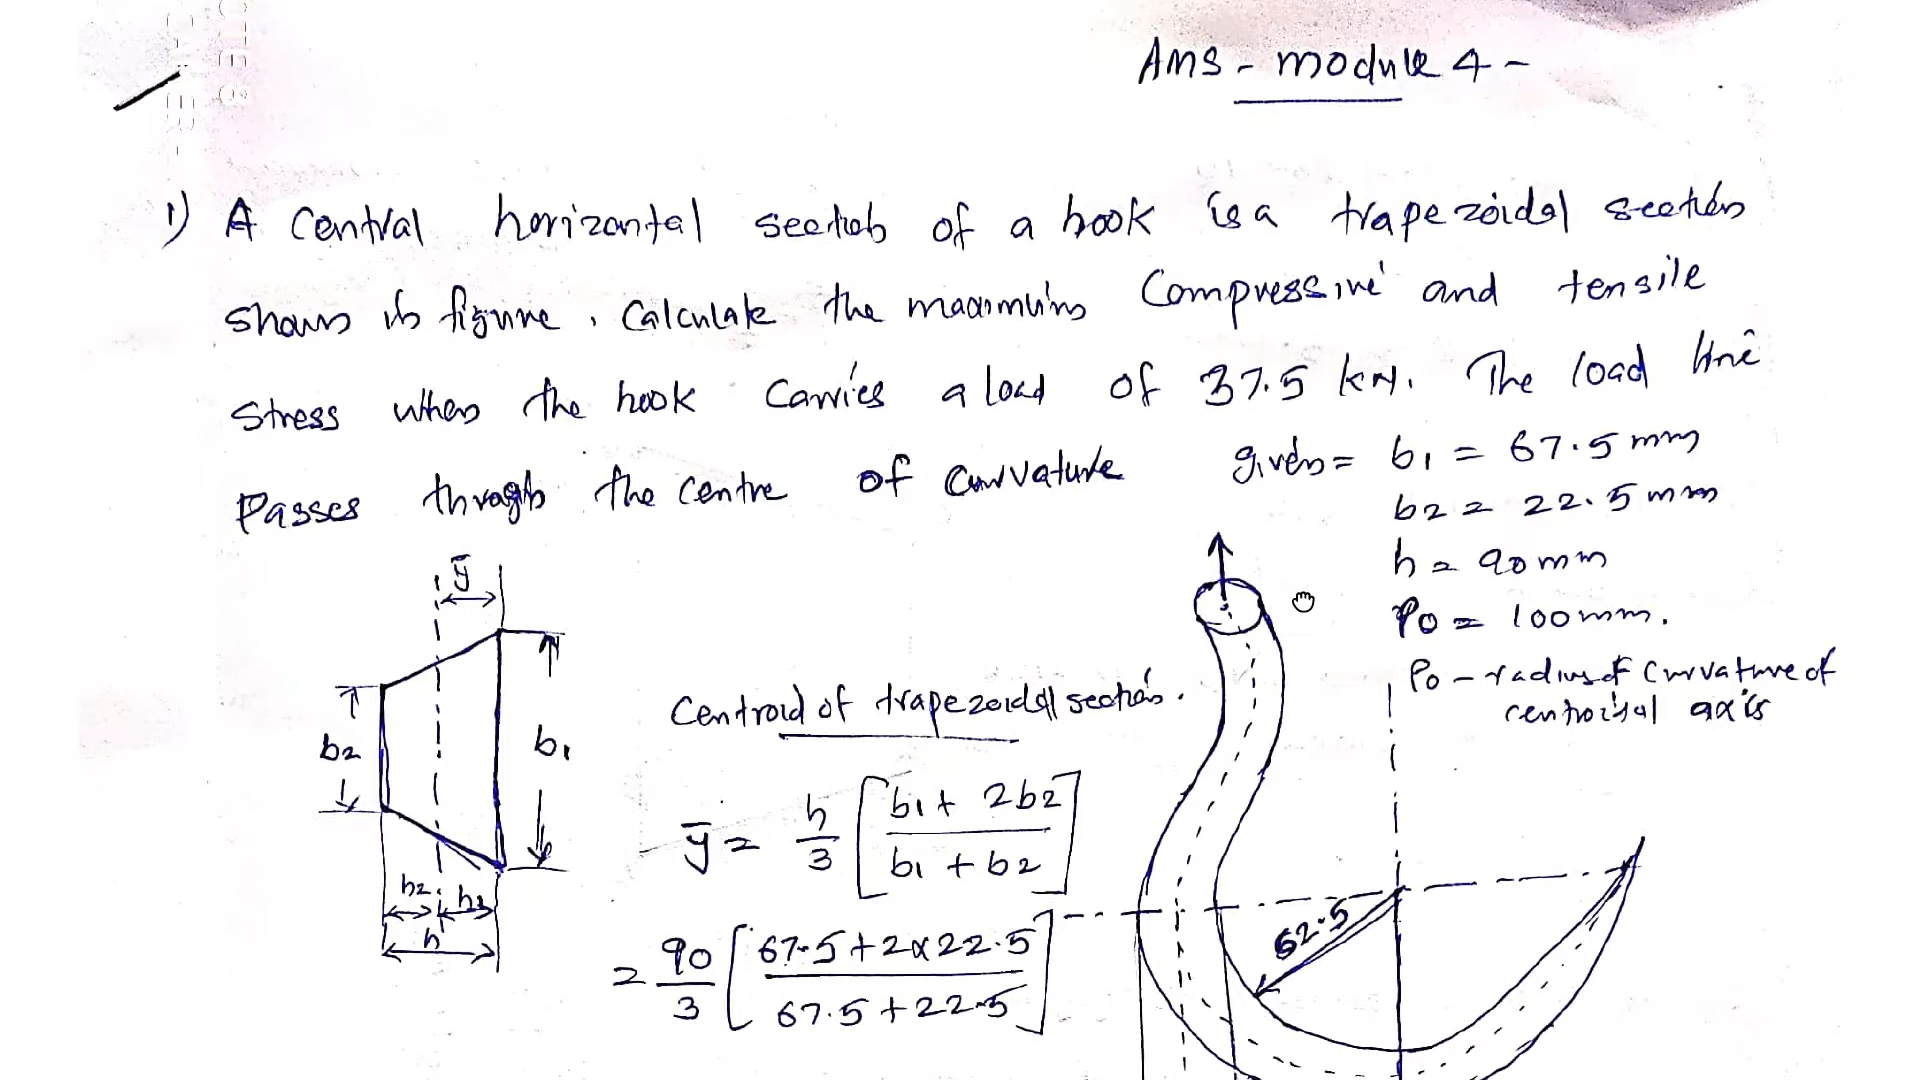 Ams - module 4 -
1) A central horizontal section of a hook is a trapezoidal section
shown in figure. Calculate the maximum Compressive and tensile
stress when the hook carries a load of 37.5 kN. The load line
Passes through the centre of curvature
given = b1 = 67.5 mm
b2 = 22.5 mm
h = 90 mm
ρ0 = 100 mm.
ρ0 - radius of curvature of
centroidal axis
ȳ
b2
b1
h2 h1
h
Centroid of trapezoidal section.
ȳ = h/3 [b1 + 2b2 / b1 + b2]
= 90/3 [67.5 + 2x22.5 / 67.5 + 22.5]
62.5